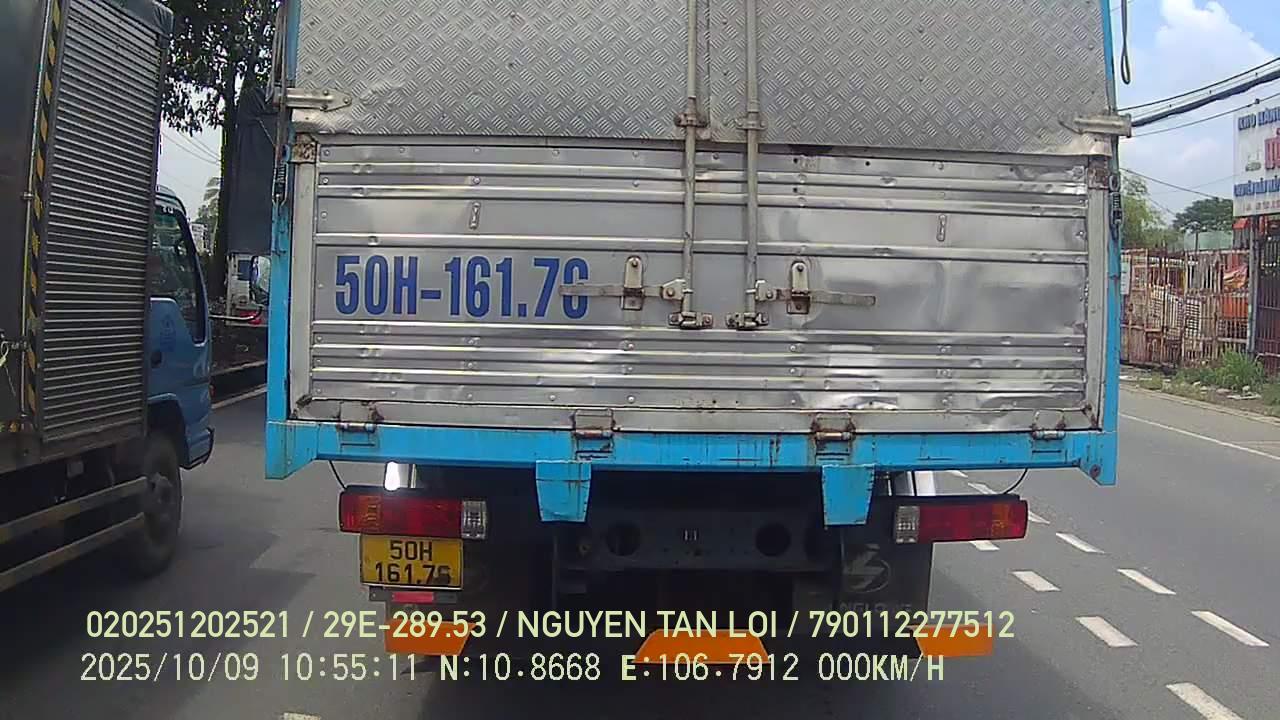 50H-161.76
50H
161.76
020251202521 / 29E-289.53 / NGUYEN TAN LOI / 790112277512
2025/10/09 10:55:11 N:10.8668 E:106.7912 000KM/H